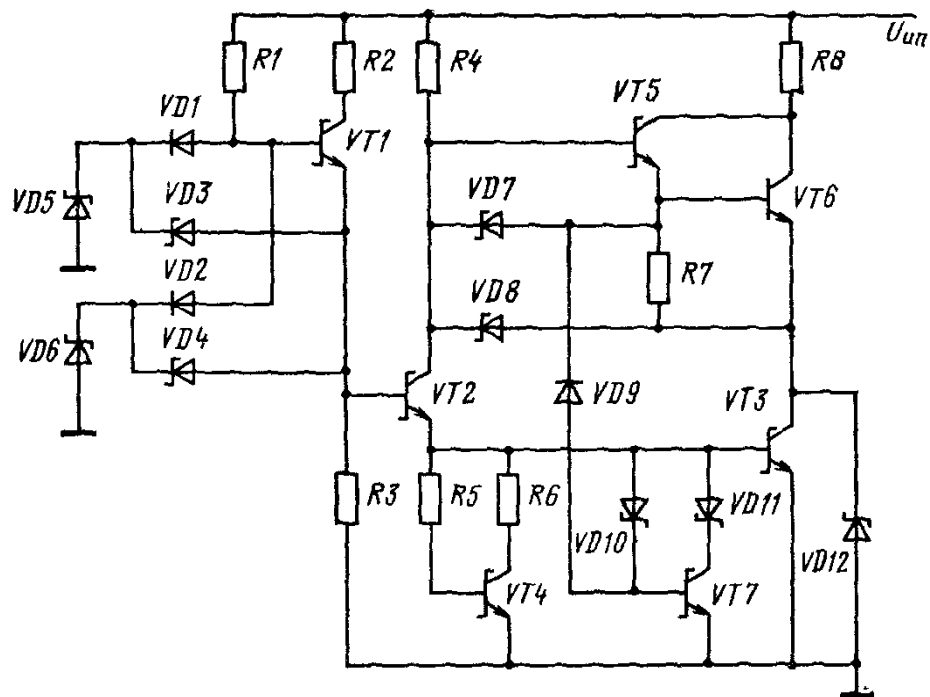 Uип
R1
R2
R4
R8
VD1
VT1
VT5
VD3
VD5
VD7
VT6
VD2
R7
VD8
VD4
VD6
VT2
VD9
VT3
R3
R5
R6
VD10
VD11
VD12
VT4
VT7